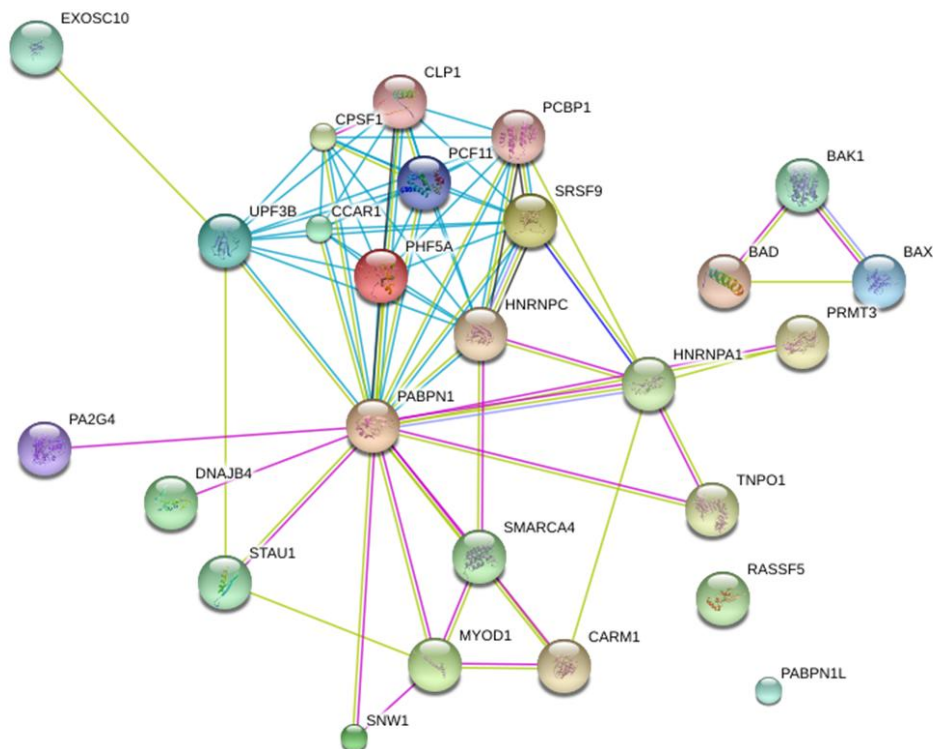 EXOSC10
CLP1
PCBP1
CPSF1
PCF11
BAK1
SRSF9
UPF3B
CCAR1
PHF5A
BAD
BAX
HNRNPC
PRMT3
HNRNPA1
PABPN1
PA2G4
DNAJB4
TNPO1
SMARCA4
STAU1
RASSF5
MYOD1
CARM1
PABPN1L
SNW1